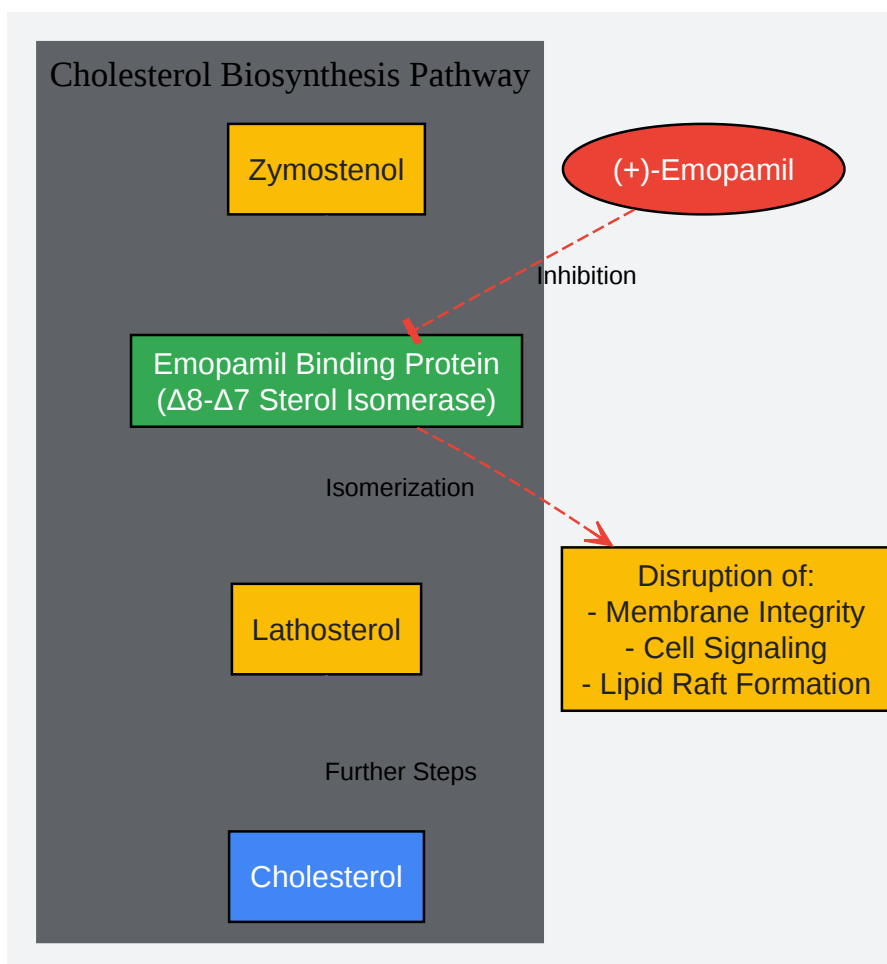 Cholesterol Biosynthesis Pathway
Zymostenol
(+)-Emopamil
Inhibition
Emopamil Binding Protein
(Δ8-Δ7 Sterol Isomerase)
Isomerization
Disruption of:
- Membrane Integrity
- Cell Signaling
- Lipid Raft Formation
Lathosterol
Further Steps
Cholesterol